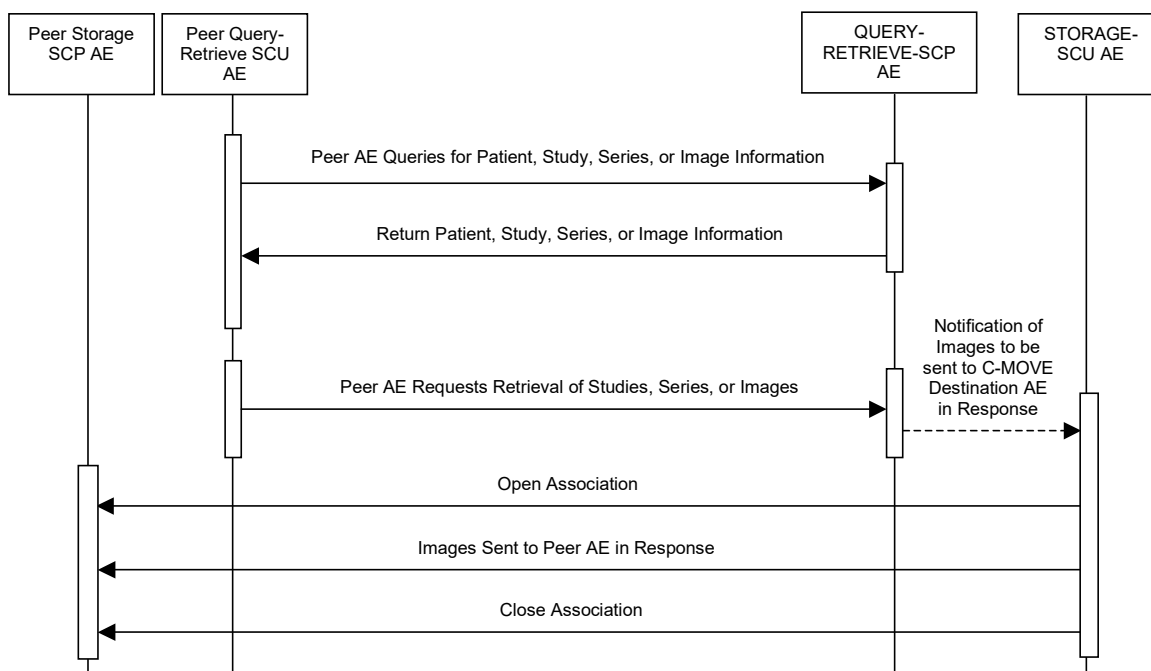 Peer Storage
SCP AE
Peer Query-
Retrieve SCU
AE
QUERY-
RETRIEVE-SCP
AE
STORAGE-
SCU AE
Peer AE Queries for Patient, Study, Series, or Image Information
Return Patient, Study, Series, or Image Information
Notification of
Images to be
sent to C-MOVE
Destination AE
in Response
Peer AE Requests Retrieval of Studies, Series, or Images
Open Association
Images Sent to Peer AE in Response
Close Association